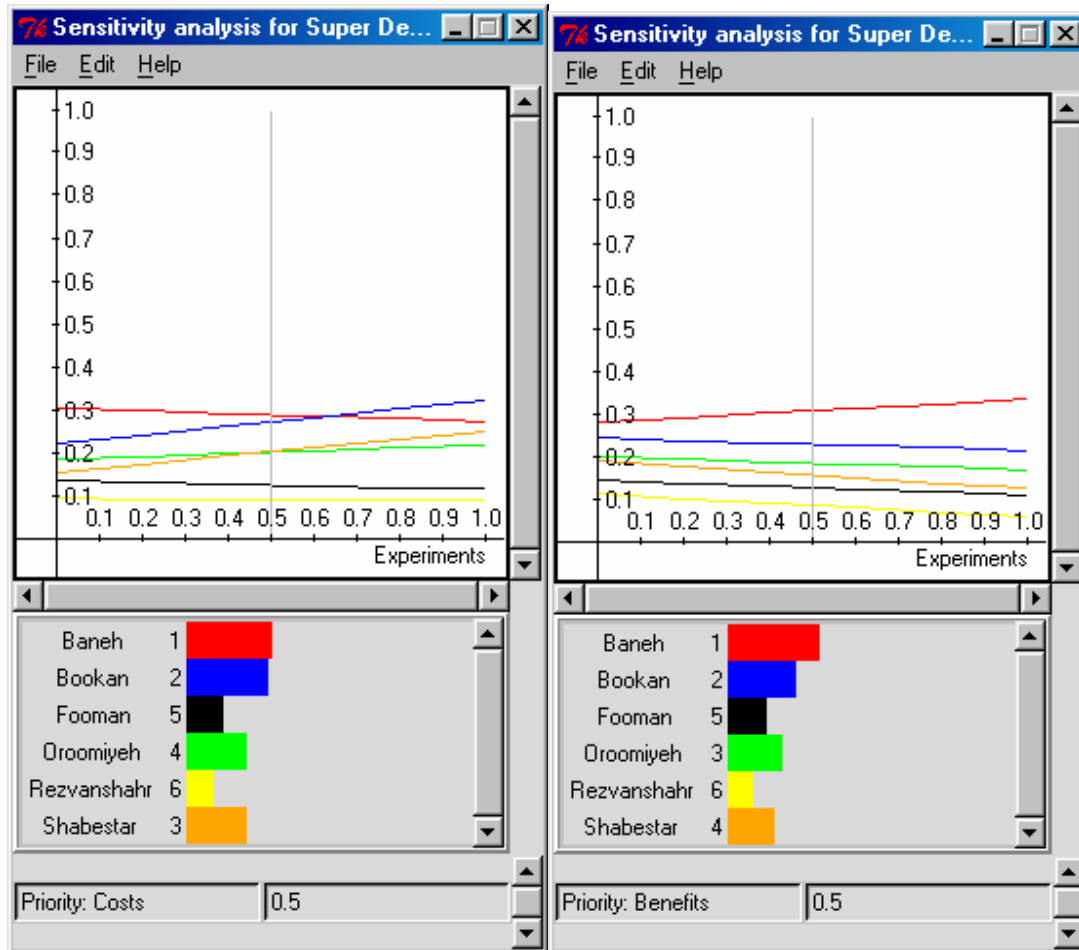 Sensitivity analysis for Super De...
File Edit Help
1.0
0.9
0.8
0.7
0.6
0.5
0.4
0.3
0.2
0.1
0.1 0.2 0.3 0.4 0.5 0.6 0.7 0.8 0.9 1.0
Experiments
Baneh 1
Bookan 2
Fooman 5
Oroomiyeh 4
Rezvanshahr 6
Shabestar 3
Priority: Costs 0.5
Sensitivity analysis for Super De...
File Edit Help
1.0
0.9
0.8
0.7
0.6
0.5
0.4
0.3
0.2
0.1
0.1 0.2 0.3 0.4 0.5 0.6 0.7 0.8 0.9 1.0
Experiments
Baneh 1
Bookan 2
Fooman 5
Oroomiyeh 3
Rezvanshahr 6
Shabestar 4
Priority: Benefits 0.5